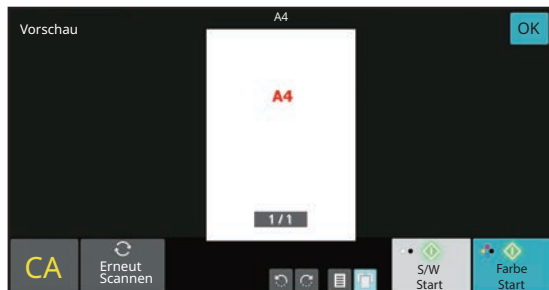 A4
Vorschau
OK
A4
1/1
CA
Erneut
Scannen
S/W
Start
Farbe
Start